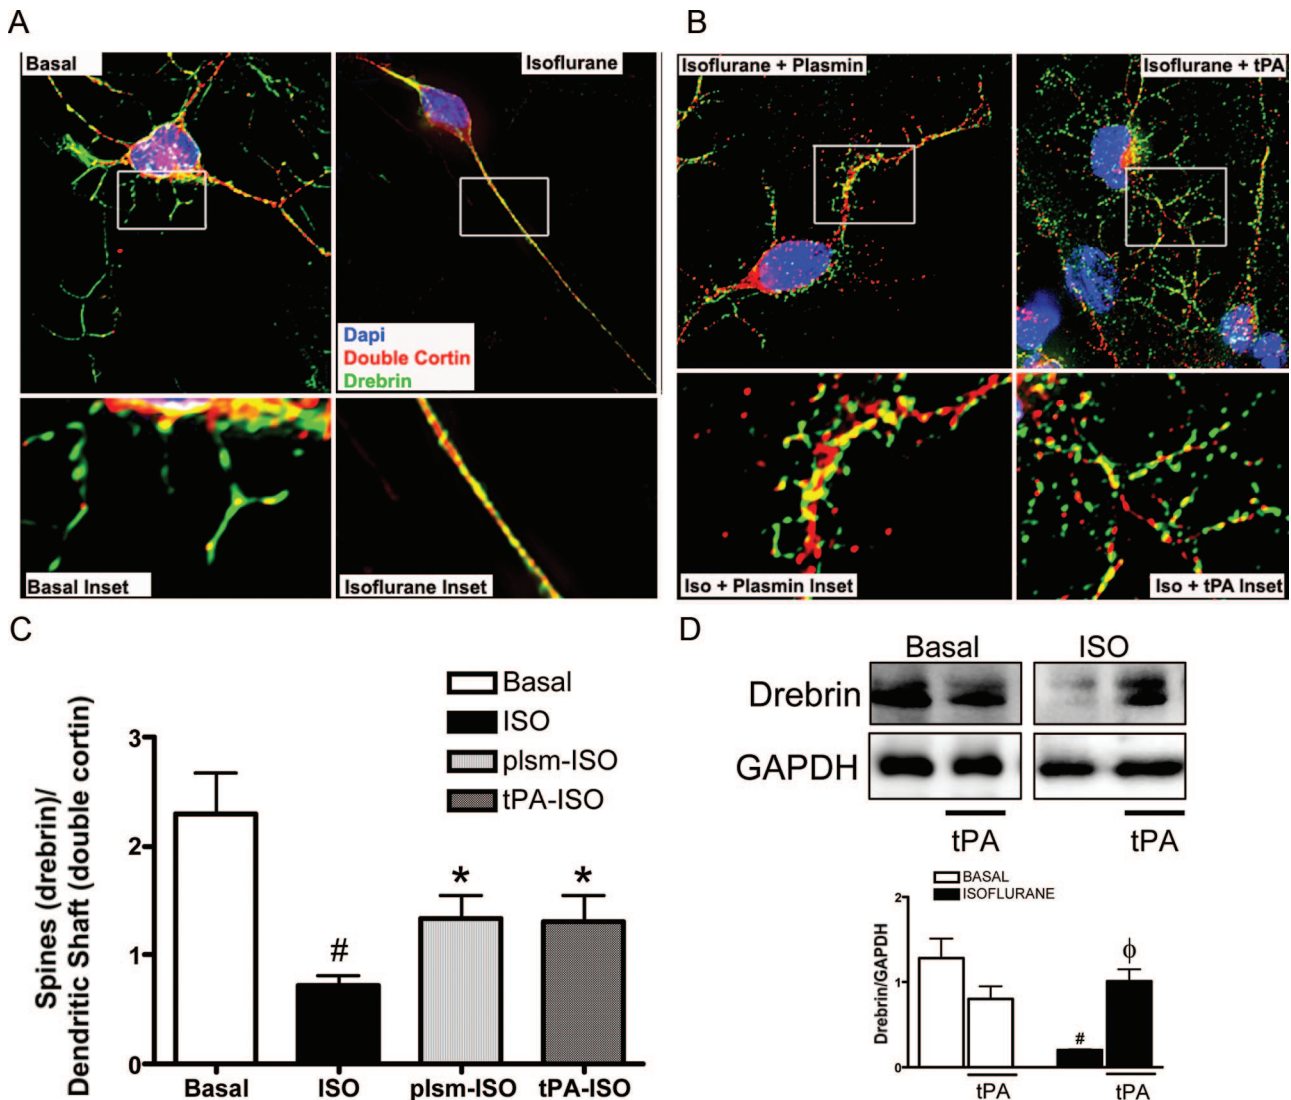 A
B
Basal
Isoflurane
Isoflurane + Plasmin
Isoflurane + tPA
Dapi
Double Cortin
Drebrin
Basal Inset
Isoflurane Inset
Iso + Plasmin Inset
Iso + tPA Inset
C
Spines (drebrin)/
Dendritic Shaft (double cortin)
3
2
1
0
Basal
ISO
plsm-ISO
tPA-ISO
#
*
*
Basal
ISO
plsm-ISO
tPA-ISO
D
Basal
ISO
Drebrin
GAPDH
tPA
tPA
BASAL
ISOFLURANE
Drebrin/GAPDH
2
1
0
#
ϕ
tPA
tPA